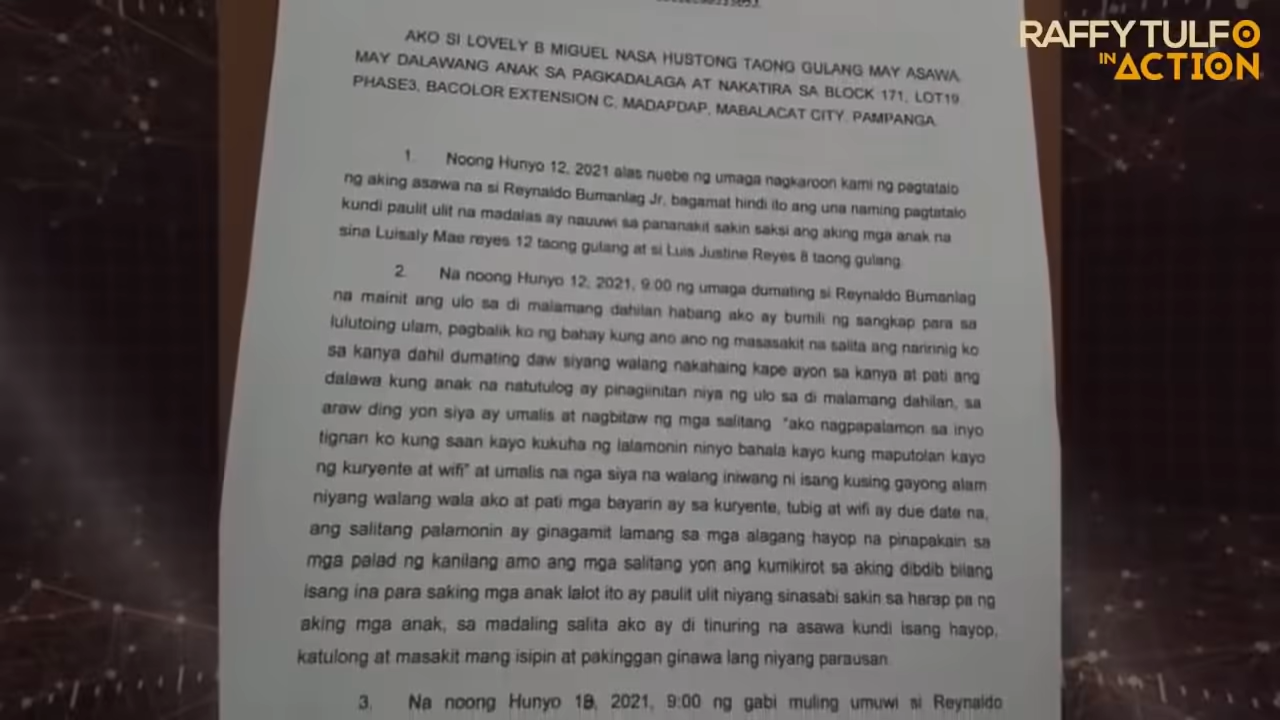 RAFFY TULFO
IN ACTION
AKO SI LOVELY B MIGUEL NASA HUSTONG TAONG GULANG MAY ASAWA,
MAY DALAWANG ANAK SA PAGKADALAGA AT NAKATIRA SA BLOCK 171, LOT19
PHASE3, BACOLOR EXTENSION C, MADAPDAP, MABALACAT CITY. PAMPANGA.
1. Noong Hunyo 12, 2021 alas nuebe ng umaga nagkaroon kami ng pagtatalo
ng aking asawa na si Reynaldo Bumanlag Jr, bagamat hindi ito ang una naming pagtatalo
kundi paulit ulit na madalas ay nauuwi sa pananakit sakin saksi ang aking mga anak na
sina Luisaly Mae reyes 12 taong gulang at si Luis Justine Reyes 8 taong gulang.
2. Na noong Hunyo 12, 2021, 9:00 ng umaga dumating si Reynaldo Bumanlag
na mainit ang ulo sa di malamang dahilan habang ako ay bumili ng sangkap para sa
lulutoing ulam, pagbalik ko ng bahay kung ano ano ng masasakit na salita ang naririnig ko
sa kanya dahil dumating daw siyang walang nakahaing kape ayon sa kanya at pati ang
dalawa kung anak na natutulog ay pinagiinitan niya ng ulo sa di malamang dahilan, sa
araw ding yon siya ay umalis at nagbitaw ng mga salitang "ako nagpapalamon sa inyo
tignan ko kung saan kayo kukuha ng lalamonin ninyo bahala kayo kung maputolan kayo
ng kuryente at wifi" at umalis na nga siya na walang iniwang ni isang kusing gayong alam
niyang walang wala ako at pati mga bayarin ay sa kuryente, tubig at wifi ay due date na,
ang salitang palamonin ay ginagamit lamang sa mga alagang hayop na pinapakain sa
mga palad ng kanilang amo ang mga salitang yon ang kumikirot sa aking dibdib bilang
isang ina para saking mga anak lalot ito ay paulit ulit niyang sinasabi sakin sa harap pa ng
aking mga anak, sa madaling salita ako ay di tinuring na asawa kundi isang hayop,
katulong at masakit mang isipin at pakinggan ginawa lang niyang parausan.
3. Na noong Hunyo 2021, 9:00 ng gabi muling umuwi si Reynaldo